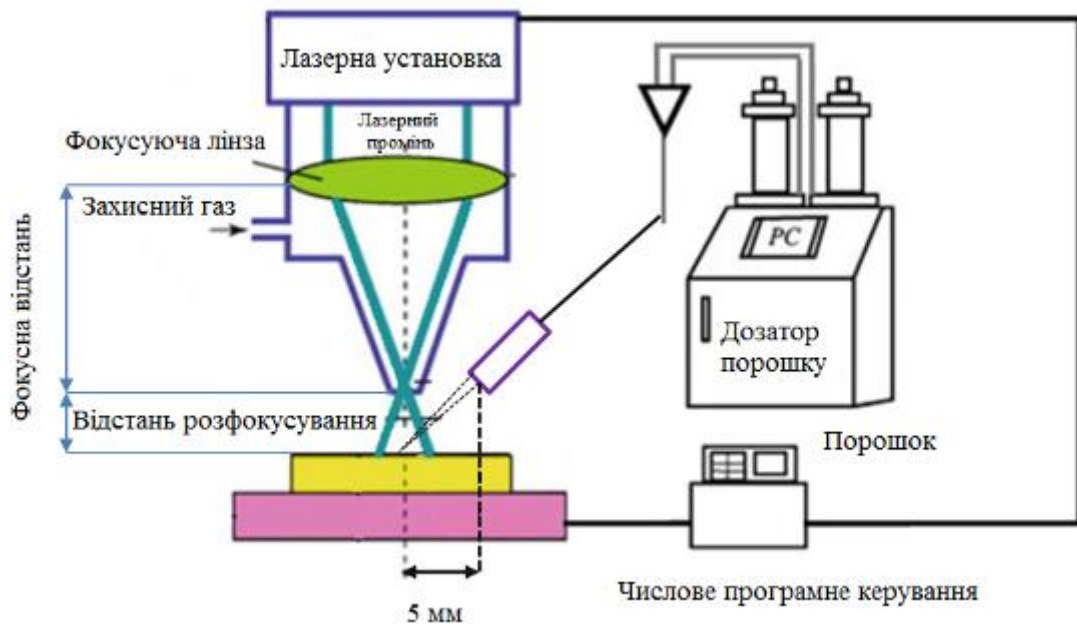 Лазерна установка
Лазерний
промінь
Фокусуюча лінза
Захисний газ
Фокусна відстань
PC
Дозатор
порошку
Відстань розфокусування
Порошок
5 мм
Числове програмне керування